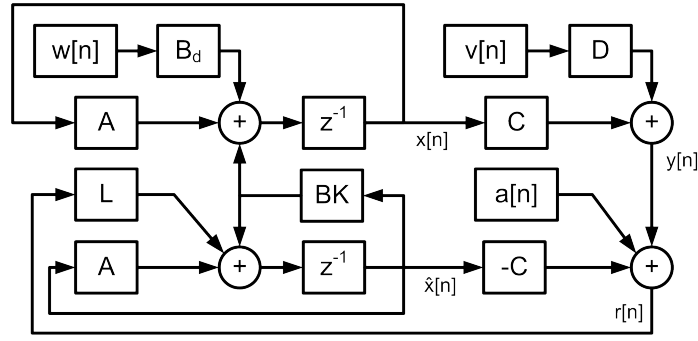 w[n]
B_d
v[n]
D
A
+
z^-1
x[n]
C
+
y[n]
L
BK
a[n]
A
+
z^-1
x̂[n]
-C
+
r[n]